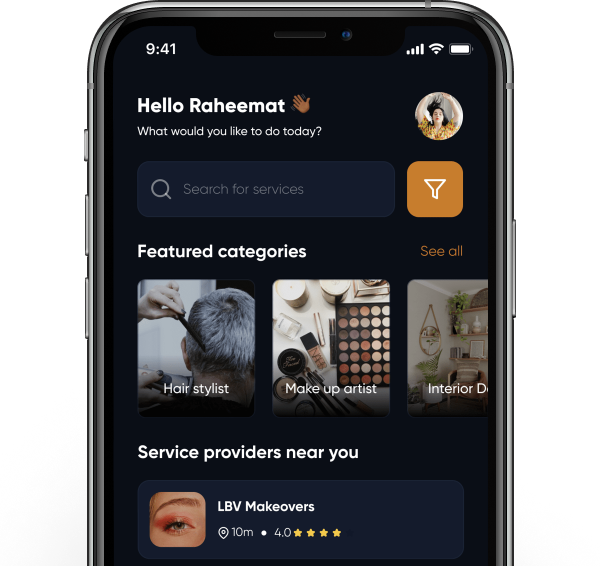 9:41
Hello Raheemat 👋🏾
What would you like to do today?
Search for services
Featured categories
See all
Hair stylist
Make up artist
Interior D
Service providers near you
LBV Makeovers
10m • 4.0